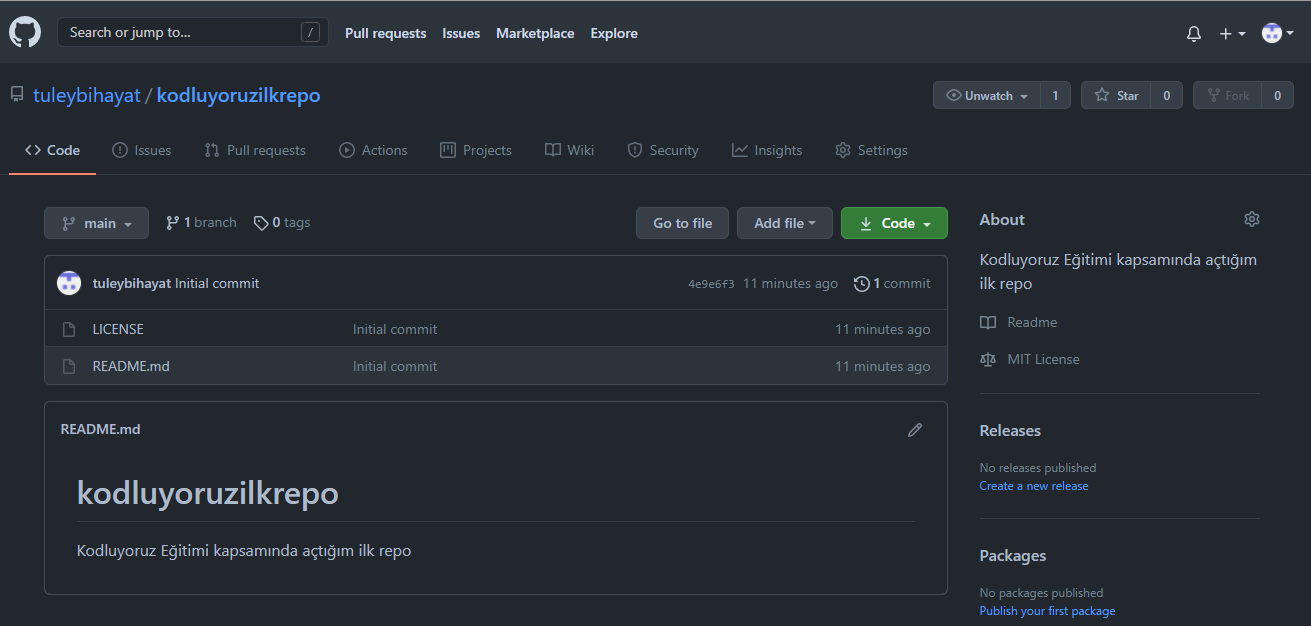 Search or jump to... /
Pull requests Issues Marketplace Explore
tuleybihayat / kodluyoruzilkrepo
Unwatch 1 Star 0 Fork 0
Code Issues Pull requests Actions Projects Wiki Security Insights Settings
main 1 branch 0 tags Go to file Add file Code
tuleybihayat Initial commit 4e9e6f3 11 minutes ago 1 commit
LICENSE Initial commit 11 minutes ago
README.md Initial commit 11 minutes ago
README.md
kodluyoruzilkrepo
Kodluyoruz Eğitimi kapsamında açtığım ilk repo
About
Kodluyoruz Eğitimi kapsamında açtığım
ilk repo
Readme
MIT License
Releases
No releases published
Create a new release
Packages
No packages published
Publish your first package